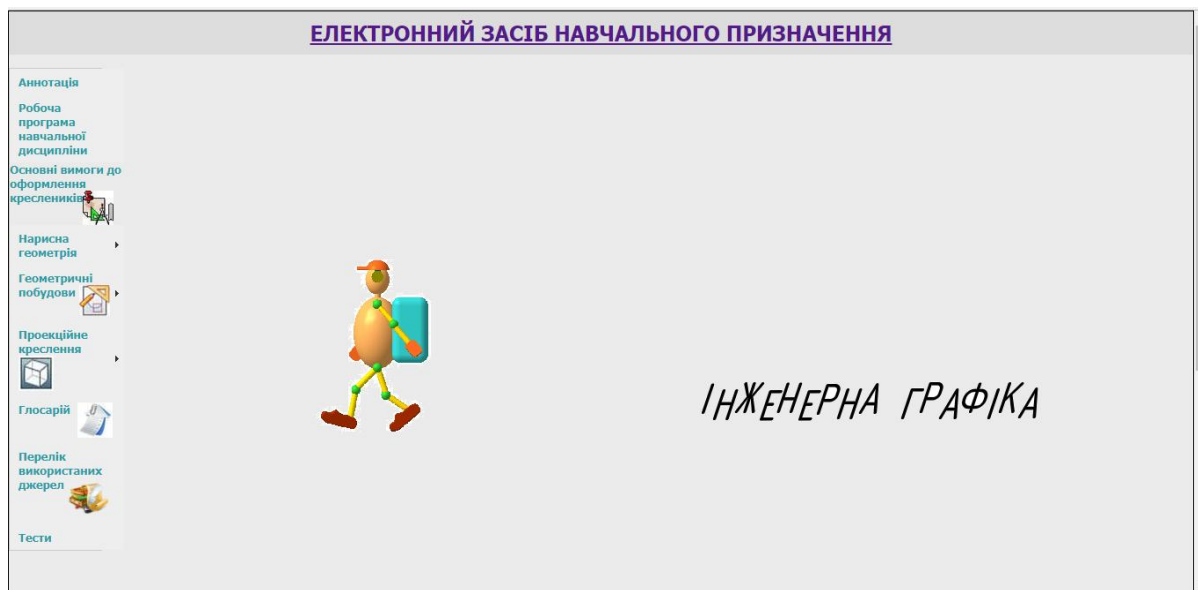 ЕЛЕКТРОННИЙ ЗАСІБ НАВЧАЛЬНОГО ПРИЗНАЧЕННЯ
Аннотація
Робоча
програма
навчальної
дисципліни
Основні вимоги до
оформлення
креслеників
Нарисна
геометрія
Геометричні
побудови
Проекційне
креслення
Глосарій
Перелік
використаних
джерел
Тести
ІНЖЕНЕРНА ГРАФІКА